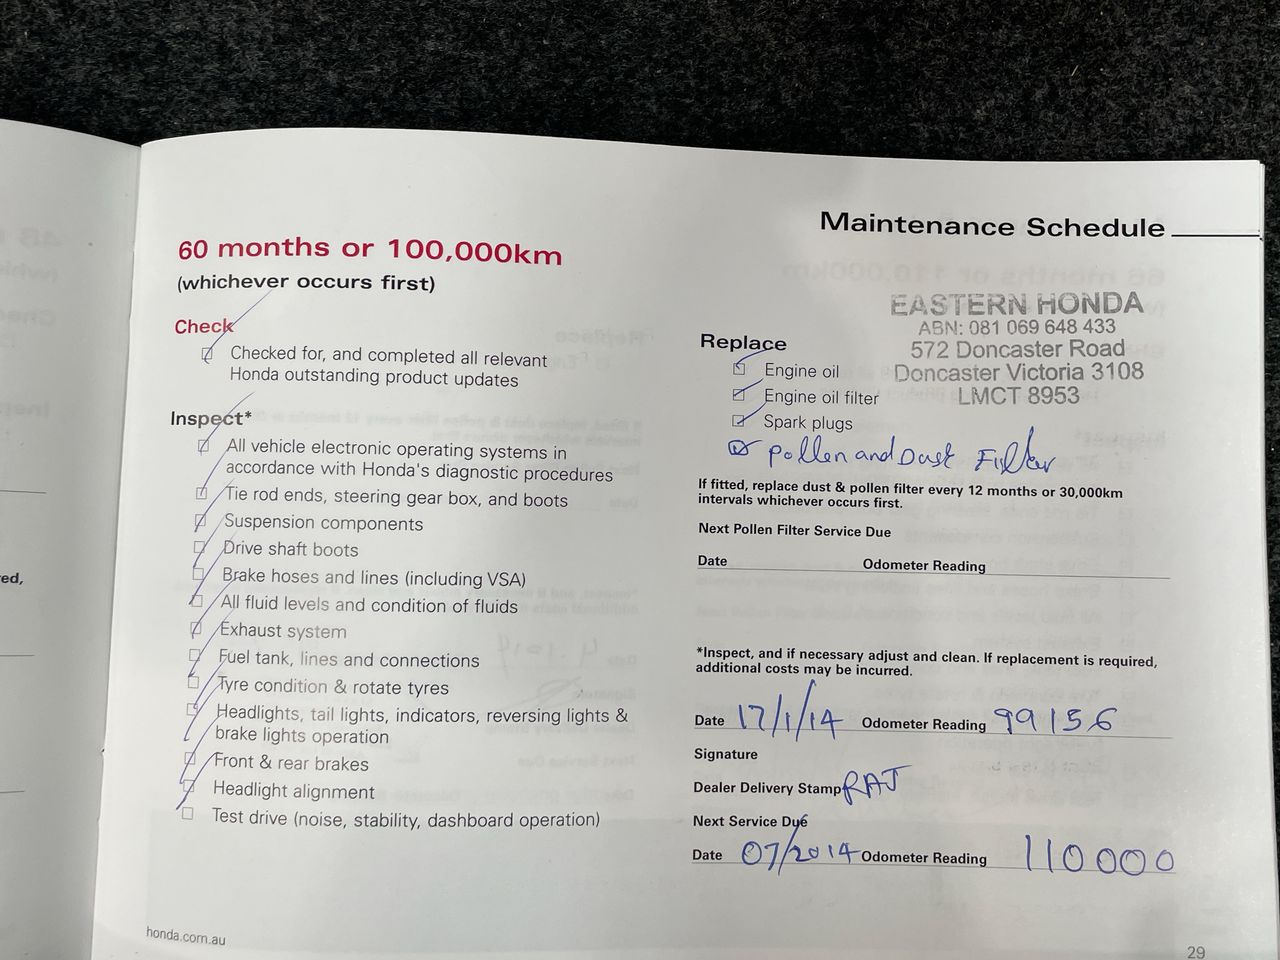 Maintenance Schedule
60 months or 100,000km
(whichever occurs first)
Check
Checked for, and completed all relevant
Honda outstanding product updates
Inspect*
All vehicle electronic operating systems in
accordance with Honda's diagnostic procedures
Tie rod ends, steering gear box, and boots
Suspension components
Drive shaft boots
Brake hoses and lines (including VSA)
All fluid levels and condition of fluids
Exhaust system
Fuel tank, lines and connections
Tyre condition & rotate tyres
Headlights, tail lights, indicators, reversing lights &
brake lights operation
Front & rear brakes
Headlight alignment
Test drive (noise, stability, dashboard operation)
EASTERN HONDA
ABN: 081 069 648 433
572 Doncaster Road
Doncaster Victoria 3108
LMCT 8953
Replace
Engine oil
Engine oil filter
Spark plugs
Pollen and Dust Filter
If fitted, replace dust & pollen filter every 12 months or 30,000km
intervals whichever occurs first.
Next Pollen Filter Service Due
Date Odometer Reading
*Inspect, and if necessary adjust and clean. If replacement is required,
additional costs may be incurred.
Date 17/1/14 Odometer Reading 99156
Signature
Dealer Delivery Stamp RAJ
Next Service Due
Date 07/2014 Odometer Reading 110000
honda.com.au
29
red,